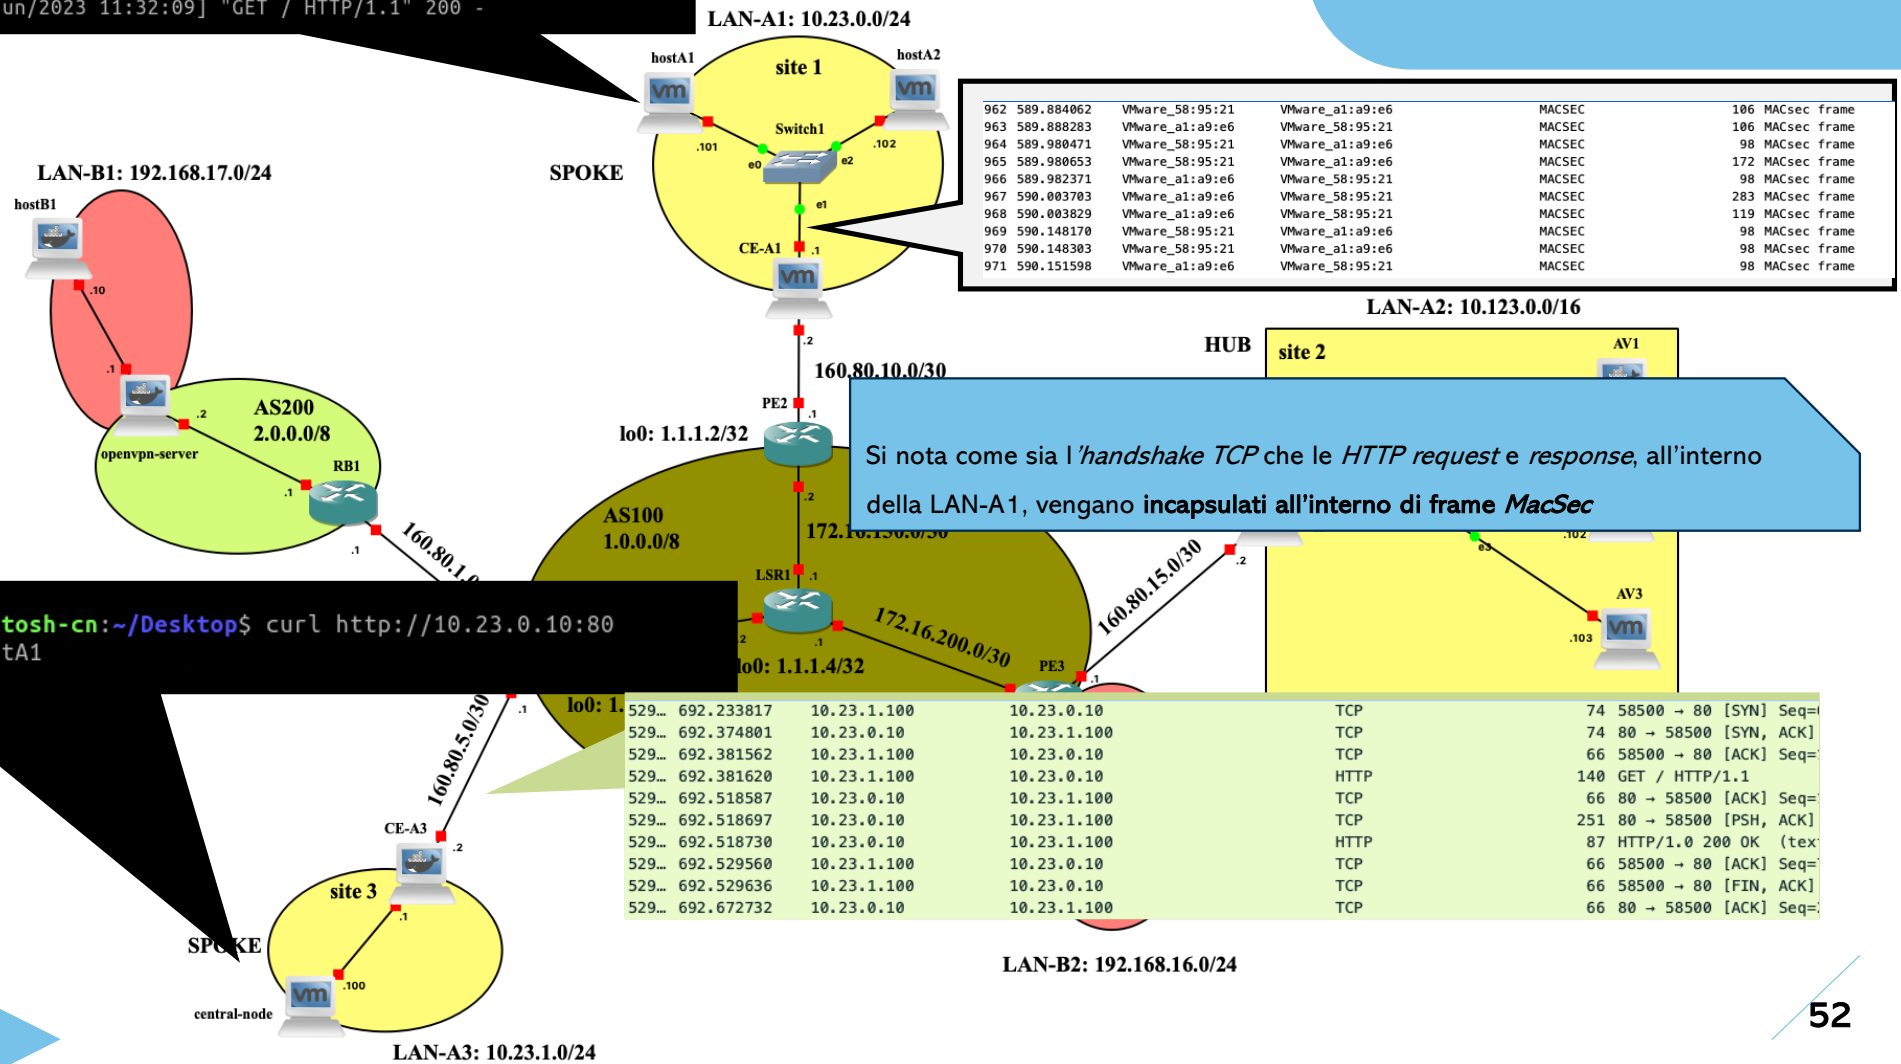 un/2023 11:32:09] "GET / HTTP/1.1" 200 -
LAN-A1: 10.23.0.0/24
hostA1
hostA2
site 1
vm
vm
Switch1
.101
.102
e0
e2
e1
SPOKE
CE-A1
.1
vm
.2
962 589.884062 VMware_58:95:21 VMware_a1:a9:e6 MACSEC 106 MACsec frame
963 589.888283 VMware_a1:a9:e6 VMware_58:95:21 MACSEC 106 MACsec frame
964 589.980471 VMware_58:95:21 VMware_a1:a9:e6 MACSEC 98 MACsec frame
965 589.980653 VMware_58:95:21 VMware_a1:a9:e6 MACSEC 172 MACsec frame
966 589.982371 VMware_a1:a9:e6 VMware_58:95:21 MACSEC 98 MACsec frame
967 590.003703 VMware_a1:a9:e6 VMware_58:95:21 MACSEC 283 MACsec frame
968 590.003829 VMware_a1:a9:e6 VMware_58:95:21 MACSEC 119 MACsec frame
969 590.148170 VMware_58:95:21 VMware_a1:a9:e6 MACSEC 98 MACsec frame
970 590.148303 VMware_58:95:21 VMware_a1:a9:e6 MACSEC 98 MACsec frame
971 590.151598 VMware_a1:a9:e6 VMware_58:95:21 MACSEC 98 MACsec frame
LAN-B1: 192.168.17.0/24
hostB1
.10
.1
.2
openvpn-server
AS200
2.0.0.0/8
RB1
.1
.1
160.80.1.0
LAN-A2: 10.123.0.0/16
HUB
site 2
AV1
160.80.10.0/30
PE2
.1
lo0: 1.1.1.2/32
.2
Si nota come sia l'handshake TCP che le HTTP request e response, all'interno
della LAN-A1, vengano incapsulati all'interno di frame MacSec
AS100
1.0.0.0/8
LSR1
.1
.2
.1
lo0: 1.1.1.4/32
172.16.200.0/30
160.80.15.0/30
.2
PE3
.1
e3
.102
AV3
.103
vm
tosh-cn:~/Desktop$ curl http://10.23.0.10:80
tA1
lo0: 1.
.1
160.80.5.0/30
529… 692.233817 10.23.1.100 10.23.0.10 TCP 74 58500 → 80 [SYN]
529… 692.374801 10.23.0.10 10.23.1.100 TCP 74 80 → 58500 [SYN, ACK]
529… 692.381562 10.23.1.100 10.23.0.10 TCP 66 58500 → 80 [ACK] Seq=
529… 692.381620 10.23.1.100 10.23.0.10 HTTP 140 GET / HTTP/1.1
529… 692.518587 10.23.0.10 10.23.1.100 TCP 66 80 → 58500 [ACK] Seq=
529… 692.518697 10.23.0.10 10.23.1.100 TCP 251 80 → 58500 [PSH, ACK]
529… 692.518730 10.23.0.10 10.23.1.100 HTTP 87 HTTP/1.0 200 OK (tex
529… 692.529560 10.23.1.100 10.23.0.10 TCP 66 58500 → 80 [ACK] Seq=
529… 692.529636 10.23.1.100 10.23.0.10 TCP 66 58500 → 80 [FIN, ACK]
529… 692.672732 10.23.0.10 10.23.1.100 TCP 66 80 → 58500 [ACK] Seq=
CE-A3
.2
site 3
.1
SPOKE
.100
vm
central-node
LAN-A3: 10.23.1.0/24
LAN-B2: 192.168.16.0/24
52